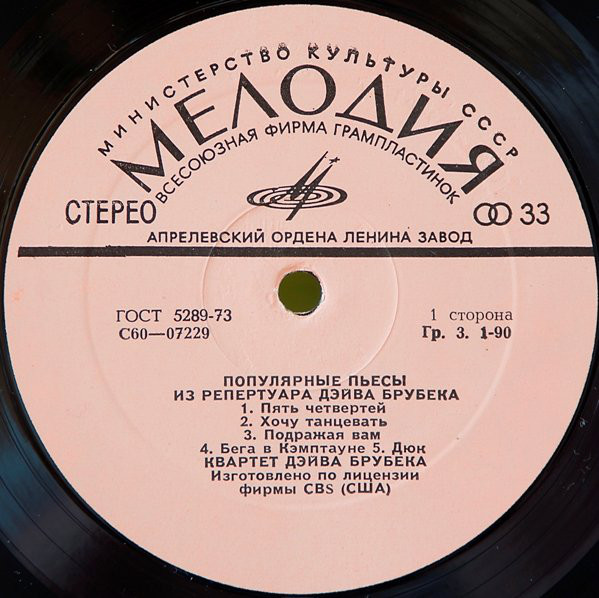 МИНИСТЕРСТВО КУЛЬТУРЫ СССР
МЕЛОДИЯ
ВСЕСОЮЗНАЯ ФИРМА ГРАМПЛАСТИНОК
СТЕРЕО
33
АПРЕЛЕВСКИЙ ОРДЕНА ЛЕНИНА ЗАВОД
ГОСТ 5289-73
1 сторона
С60—07229
Гр. 3. 1-90
ПОПУЛЯРНЫЕ ПЬЕСЫ
ИЗ РЕПЕРТУАРА ДЭЙВА БРУБЕКА
1. Пять четвертей
2. Хочу танцевать
3. Подражая вам
4. Бега в Кэмптауне 5. Дюк
КВАРТЕТ ДЭЙВА БРУБЕКА
Изготовлено по лицензии
фирмы CBS (США)